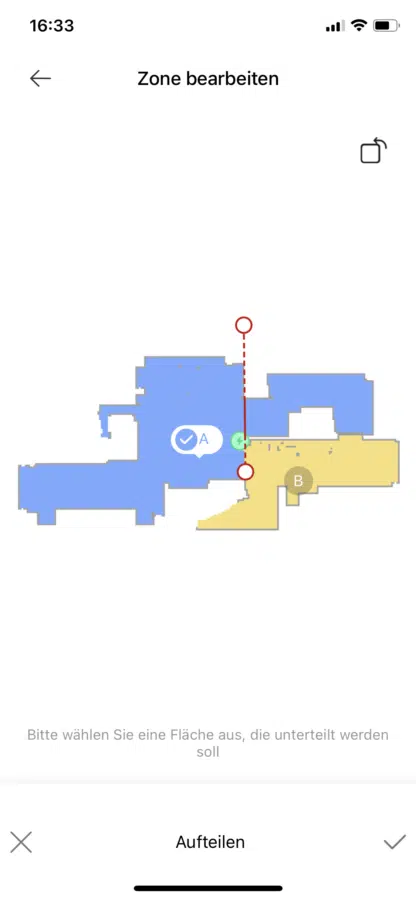 16:33
Zone bearbeiten
A
B
Bitte wählen Sie eine Fläche aus, die unterteilt werden
soll
Aufteilen